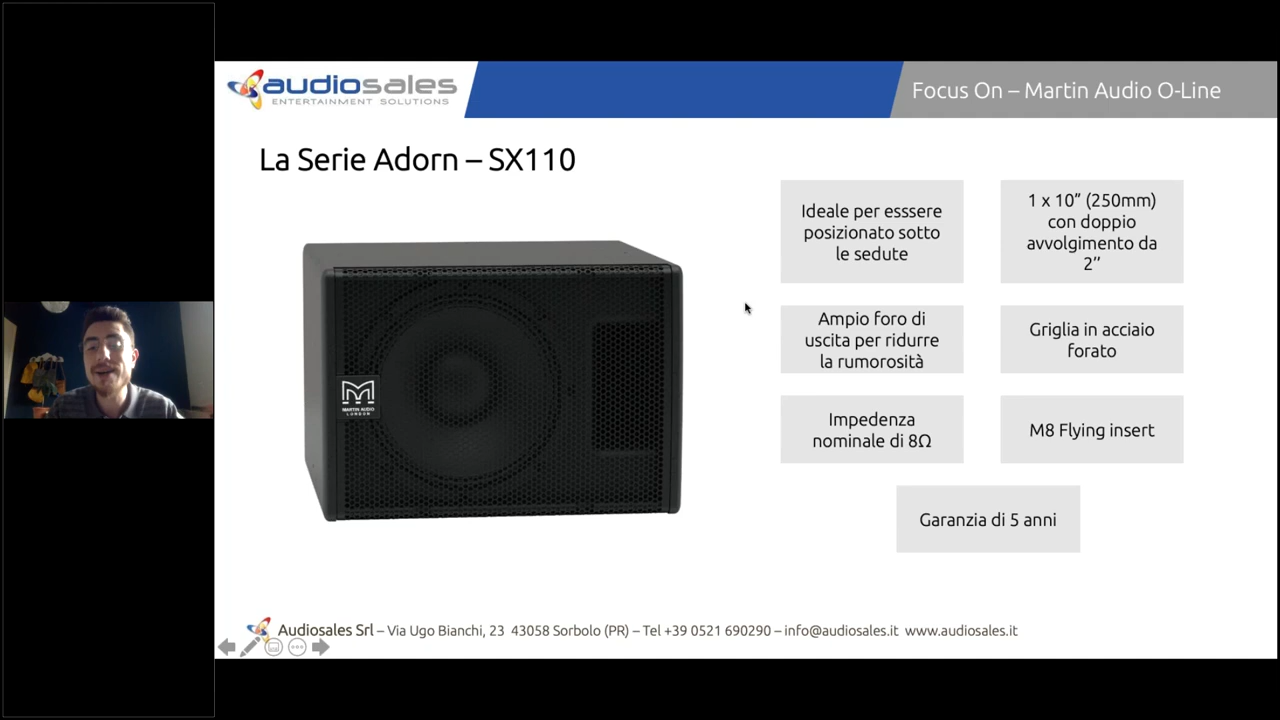 audiosales
ENTERTAINMENT SOLUTIONS
Focus On – Martin Audio O-Line
La Serie Adorn – SX110
Ideale per esssere
posizionato sotto
le sedute
1 x 10” (250mm)
con doppio
avvolgimento da
2”
Ampio foro di
uscita per ridurre
la rumorosità
Griglia in acciaio
forato
Impedenza
nominale di 8Ω
M8 Flying insert
Garanzia di 5 anni
MARTIN AUDIO
LONDON
Audiosales Srl – Via Ugo Bianchi, 23 43058 Sorbolo (PR) – Tel +39 0521 690290 – info@audiosales.it www.audiosales.it